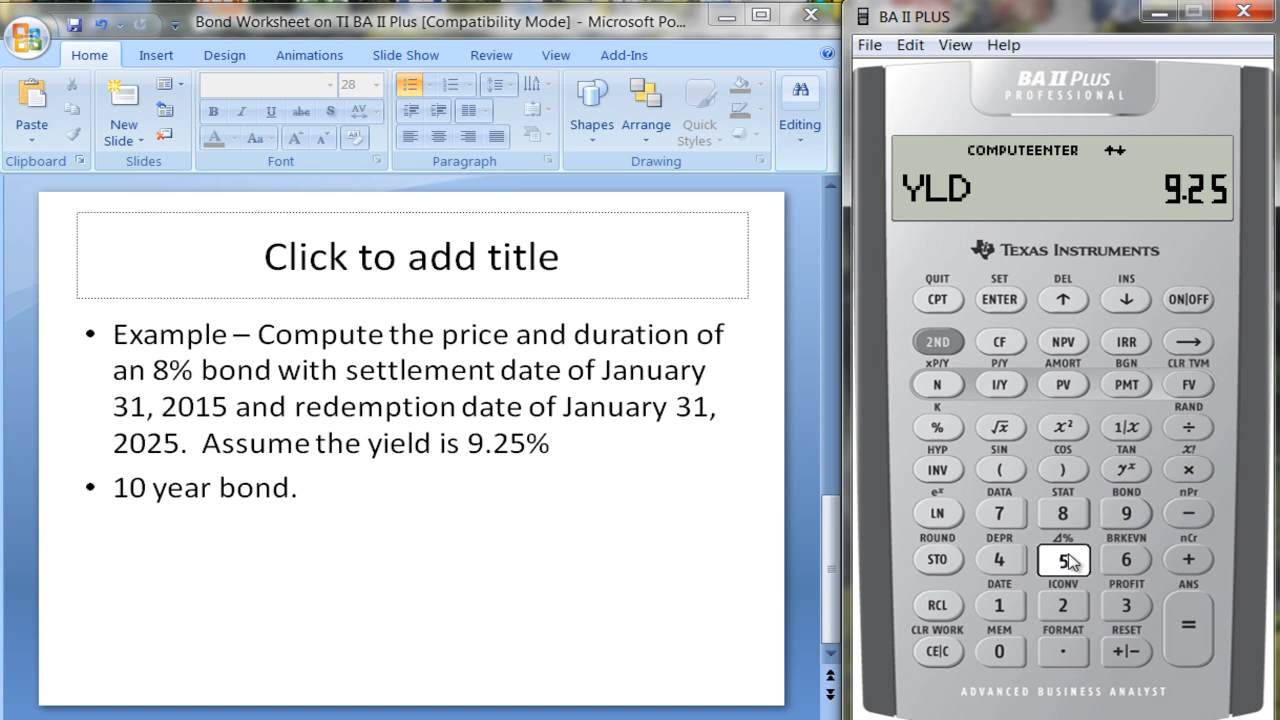 Bond Worksheet on TI BA II Plus [Compatibility Mode] - Microsoft Po...
Home Insert Design Animations Slide Show Review View Add-Ins
28
Paste New Slide Shapes Arrange Quick Styles Editing
B I U abc S AV
A Aa A A
Clipboard Slides Font Paragraph Drawing
Click to add title
• Example – Compute the price and duration of
an 8% bond with settlement date of January
31, 2015 and redemption date of January 31,
2025. Assume the yield is 9.25%
• 10 year bond.
BA II PLUS
File Edit View Help
BA II Plus
PROFESSIONAL
COMPUTE ENTER ↑↓
YLD 9.25
TEXAS INSTRUMENTS
QUIT SET DEL INS
CPT ENTER ↑ ↓ ON|OFF
2ND CF NPV IRR →
xP/Y P/Y AMORT BGN CLR TVM
N I/Y PV PMT FV
K RAND
% √x x² 1/x ÷
HYP SIN COS TAN x!
INV ( ) yˣ ×
eˣ DATA STAT BOND nPr
LN 7 8 9 −
ROUND DEPR Δ% BRKEVN nCr
STO 4 5 6 +
DATE ICONV PROFIT ANS
RCL 1 2 3 =
CLR WORK MEM FORMAT RESET
CE|C 0 . +|−
ADVANCED BUSINESS ANALYST